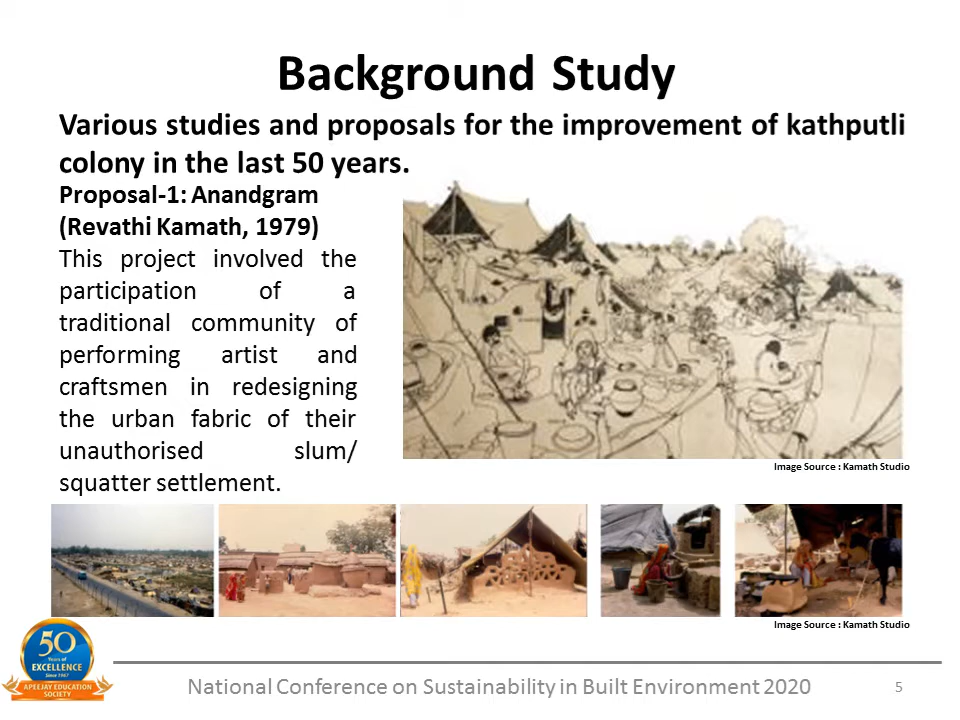 Background Study
Various studies and proposals for the improvement of kathputli
colony in the last 50 years.
Proposal-1: Anandgram
(Revathi Kamath, 1979)
This project involved the
participation of a
traditional community of
performing artist and
craftsmen in redesigning
the urban fabric of their
unauthorised slum/
squatter settlement.
Image Source : Kamath Studio
Image Source : Kamath Studio
50
Years of
EXCELLENCE
Since 1967
APEEJAY EDUCATION
SOCIETY
National Conference on Sustainability in Built Environment 2020
5